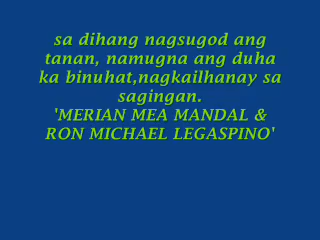 sa dihang nagsugod ang
tanan, namugna ang duha
ka binuhat,nagkailhanay sa
sagingan.
'MERIAN MEA MANDAL &
RON MICHAEL LEGASPINO'